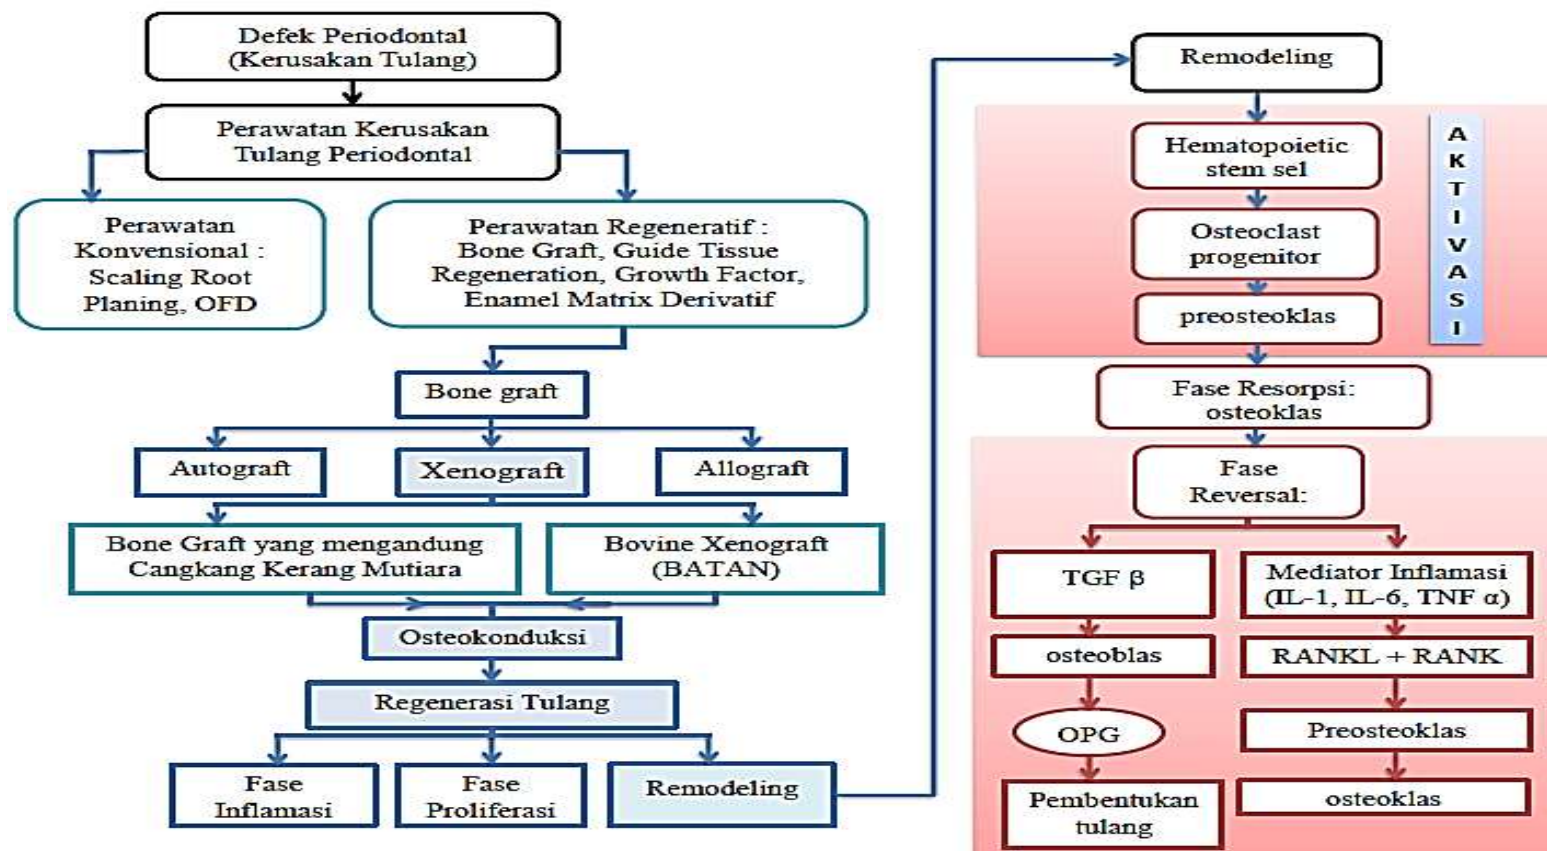 Defek Periodontal
(Kerusakan Tulang)
Perawatan Kerusakan
Tulang Periodontal
Perawatan
Konvensional :
Scaling Root
Planing, OFD
Perawatan Regeneratif :
Bone Graft, Guide Tissue
Regeneration, Growth Factor,
Enamel Matrix Derivatif
Bone graft
Autograft
Xenograft
Allograft
Bone Graft yang mengandung
Cangkang Kerang Mutiara
Bovine Xenograft
(BATAN)
Osteokonduksi
Regenerasi Tulang
Fase
Inflamasi
Fase
Proliferasi
Remodeling
Remodeling
Hematopoietic
stem sel
Osteoclast
progenitor
preosteoklas
AKTIVASI
Fase Resorpsi:
osteoklas
Fase
Reversal:
TGF β
osteoblas
OPG
Pembentukan
tulang
Mediator Inflamasi
(IL-1, IL-6, TNF α)
RANKL + RANK
Preosteoklas
osteoklas